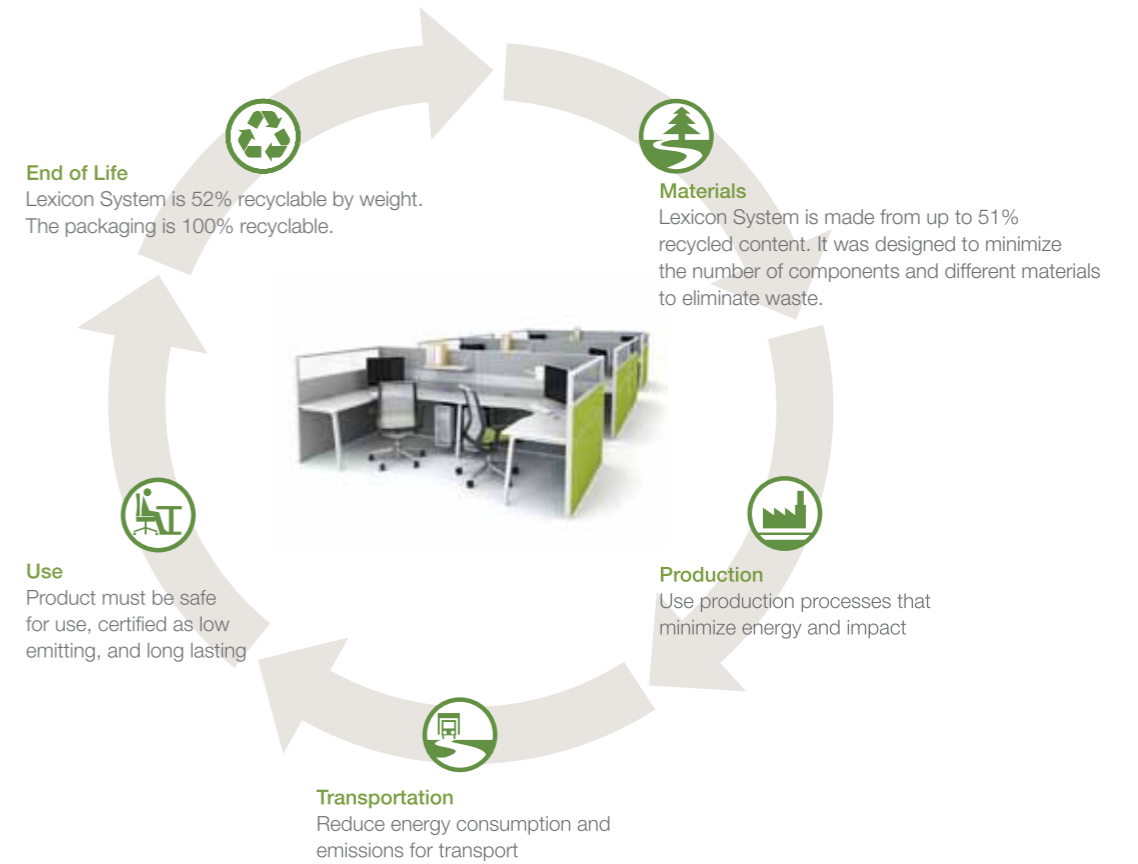 End of Life
Lexicon System is 52% recyclable by weight.
The packaging is 100% recyclable.
Materials
Lexicon System is made from up to 51%
recycled content. It was designed to minimize
the number of components and different materials
to eliminate waste.
Use
Product must be safe
for use, certified as low
emitting, and long lasting
Production
Use production processes that
minimize energy and impact
Transportation
Reduce energy consumption and
emissions for transport